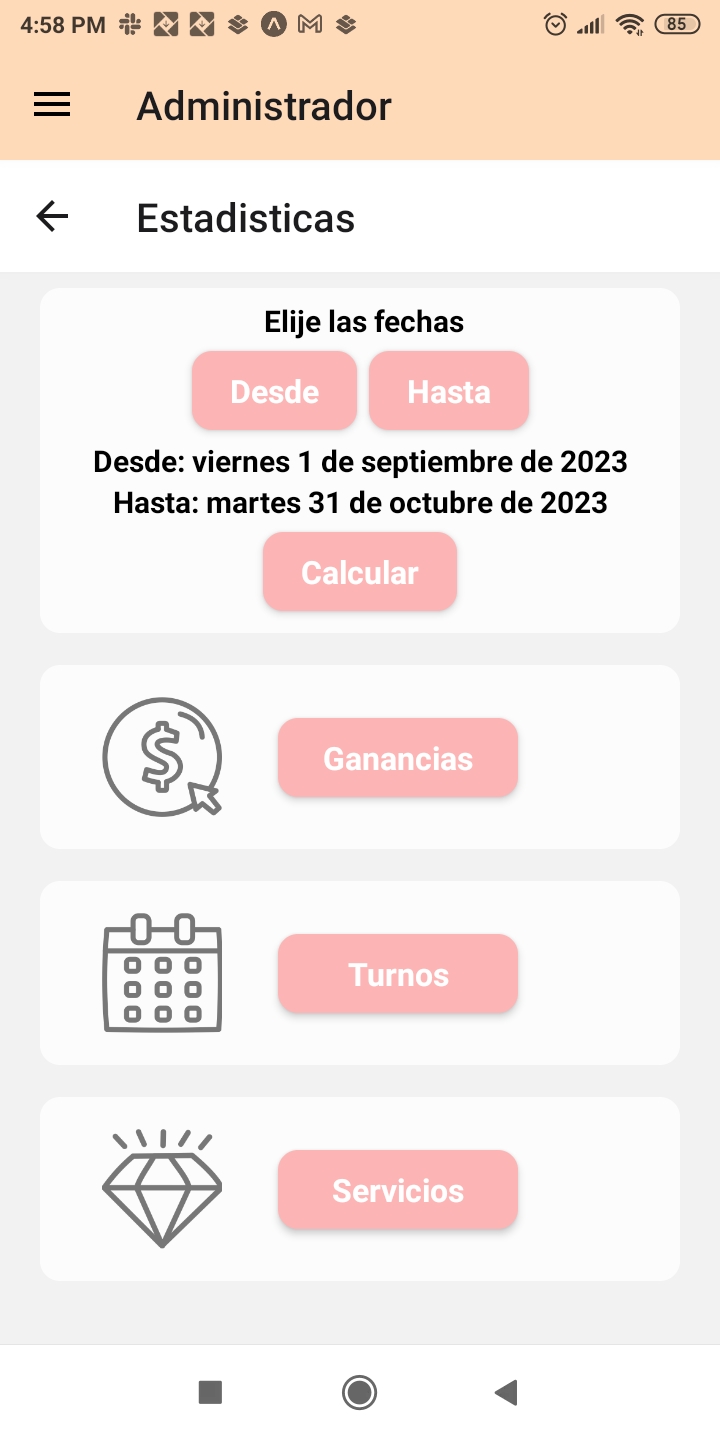 4:58 PM 85
Administrador
Estadisticas
Elije las fechas
Desde Hasta
Desde: viernes 1 de septiembre de 2023
Hasta: martes 31 de octubre de 2023
Calcular
$ Ganancias
Turnos
Servicios